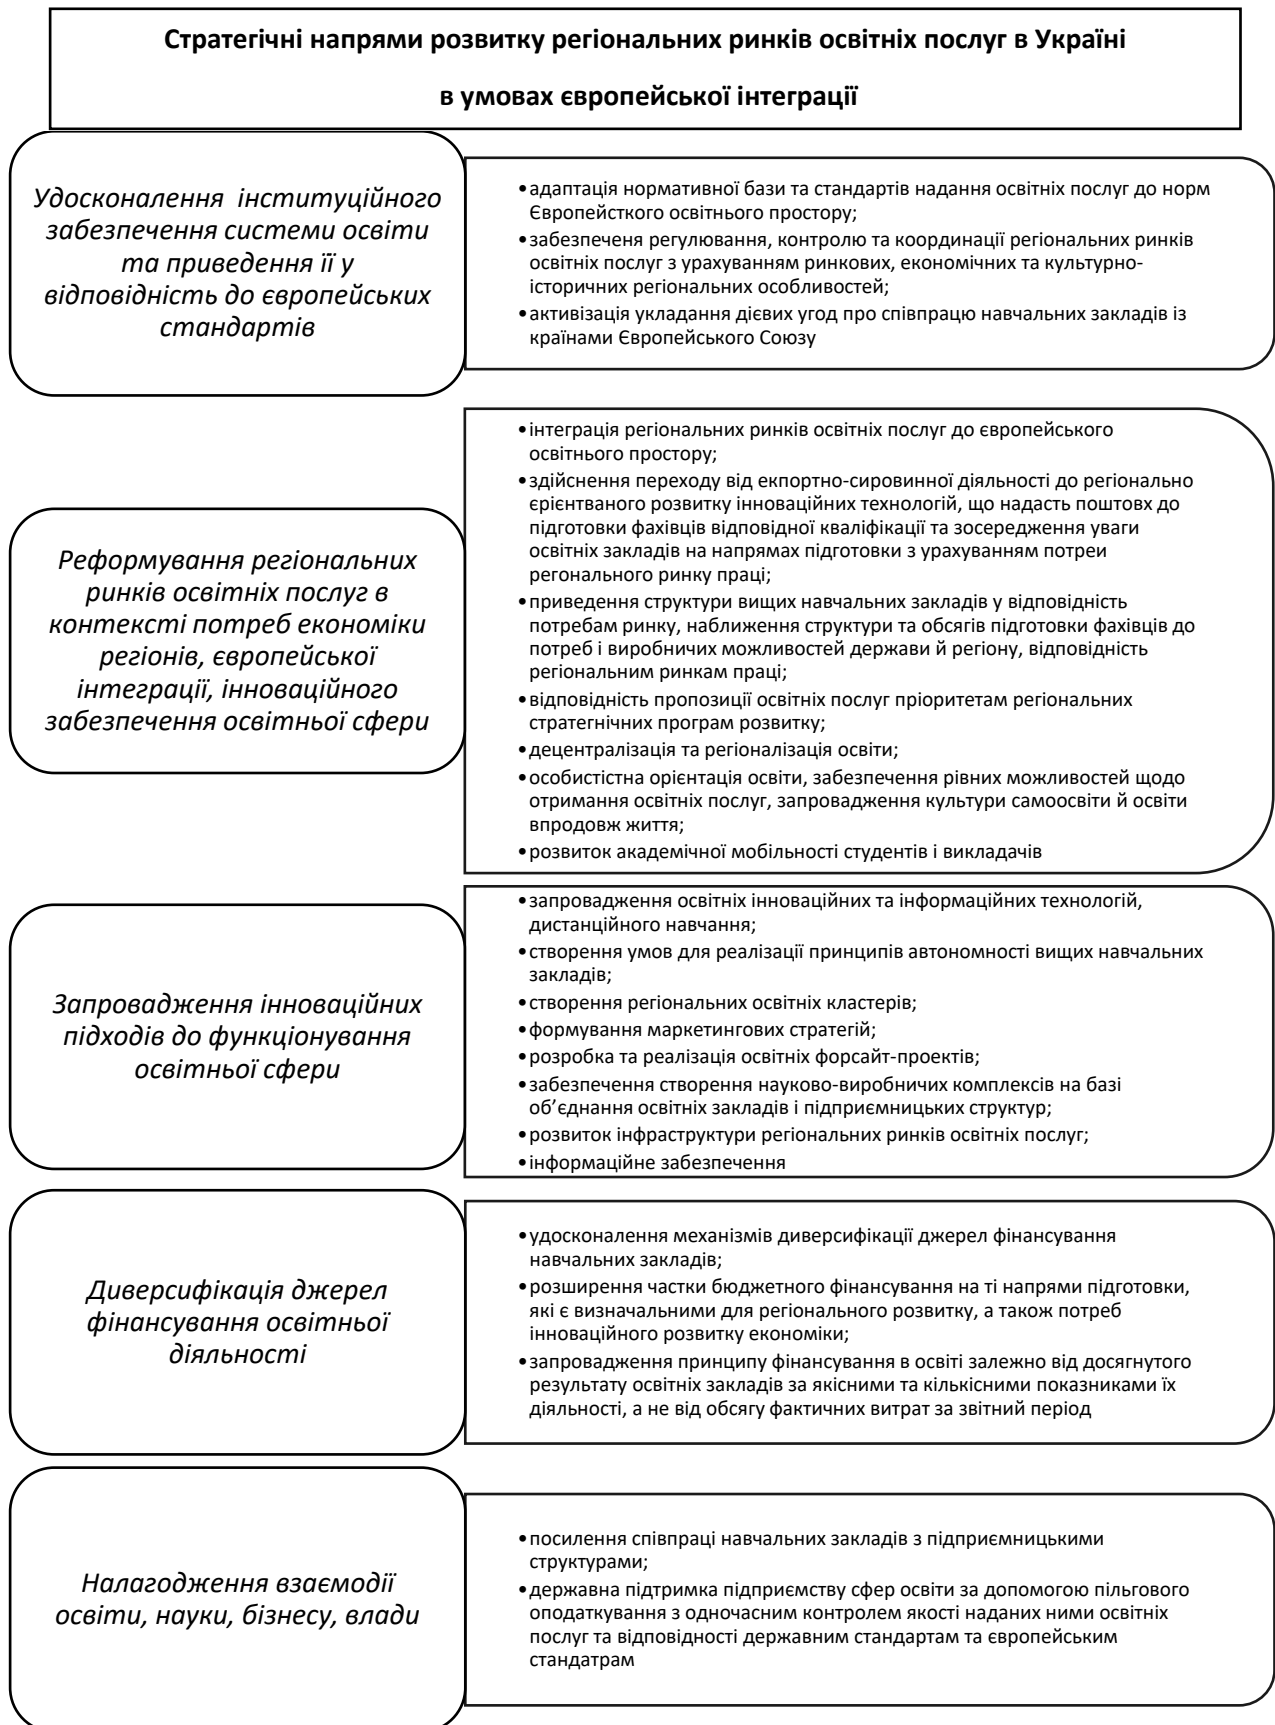 Стратегічні напрями розвитку регіональних ринків освітніх послуг в Україні
в умовах європейської інтеграції
Удосконалення інституційного
забезпечення системи освіти
та приведення її у
відповідність до європейських
стандартів
•адаптація нормативної бази та стандартів надання освітніх послуг до норм
Європейсткого освітнього простору;
•забезпеченя регулювання, контролю та координації регіональних ринків
освітніх послуг з урахуванням ринкових, економічних та культурно-
історичних регіональних особливостей;
•активізація укладання дієвих угод про співпрацю навчальних закладів із
країнами Європейського Союзу
Реформування регіональних
ринків освітніх послуг в
контексті потреб економіки
регіонів, європейської
інтеграції, інноваційного
забезпечення освітньої сфери
•інтеграція регіональних ринків освітніх послуг до європейського
освітнього простору;
•здійснення переходу від експортно-сировинної діяльності до регіонально
єрієнтваного розвитку інноваційних технологій, що надасть поштовх до
підготовки фахівців відповідної кваліфікації та зосередження уваги
освітніх закладів на напрямах підготовки з урахуванням потреи
регонального ринку праці;
•приведення структури вищих навчальних закладів у відповідність
потребам ринку, наближення структури та обсягів підготовки фахівців до
потреб і виробничих можливостей держави й регіону, відповідність
регіональним ринкам праці;
•відповідність пропозиції освітніх послуг пріоритетам регіональних
стратегнічних програм розвитку;
•децентралізація та регіоналізація освіти;
•особистістна орієнтація освіти, забезпечення рівних можливостей щодо
отримання освітніх послуг, запровадження культури самоосвіти й освіти
впродовж життя;
•розвиток академічної мобільності студентів і викладачів
Запровадження інноваційних
підходів до функціонування
освітньої сфери
•запровадження освітніх інноваційних та інформаційних технологій,
дистанційного навчання;
•створення умов для реалізації принципів автономності вищих навчальних
закладів;
•створення регіональних освітніх кластерів;
•формування маркетингових стратегій;
•розробка та реалізація освітніх форсайт-проектів;
•забезпечення створення науково-виробничих комплексів на базі
об’єднання освітніх закладів і підприємницьких структур;
•розвиток інфраструктури регіональних ринків освітніх послуг;
•інформаційне забезпечення
Диверсифікація джерел
фінансування освітньої
діяльності
•удосконалення механізмів диверсифікації джерел фінансування
навчальних закладів;
•розширення частки бюджетного фінансування на ті напрями підготовки,
які є визначальними для регіонального розвитку, а також потреб
інноваційного розвитку економіки;
•запровадження принципу фінансування в освіті залежно від досягнутого
результату освітніх закладів за якісними та кількісними показниками їх
діяльності, а не від обсягу фактичних витрат за звітний період
Налагодження взаємодії
освіти, науки, бізнесу, влади
•посилення співпраці навчальних закладів з підприємницькими
структурами;
•державна підтримка підприємству сфер освіти за допомогою пільгового
оподаткування з одночасним контролем якості наданих ними освітніх
послуг та відповідності державним стандартам та європейським
стандатрам